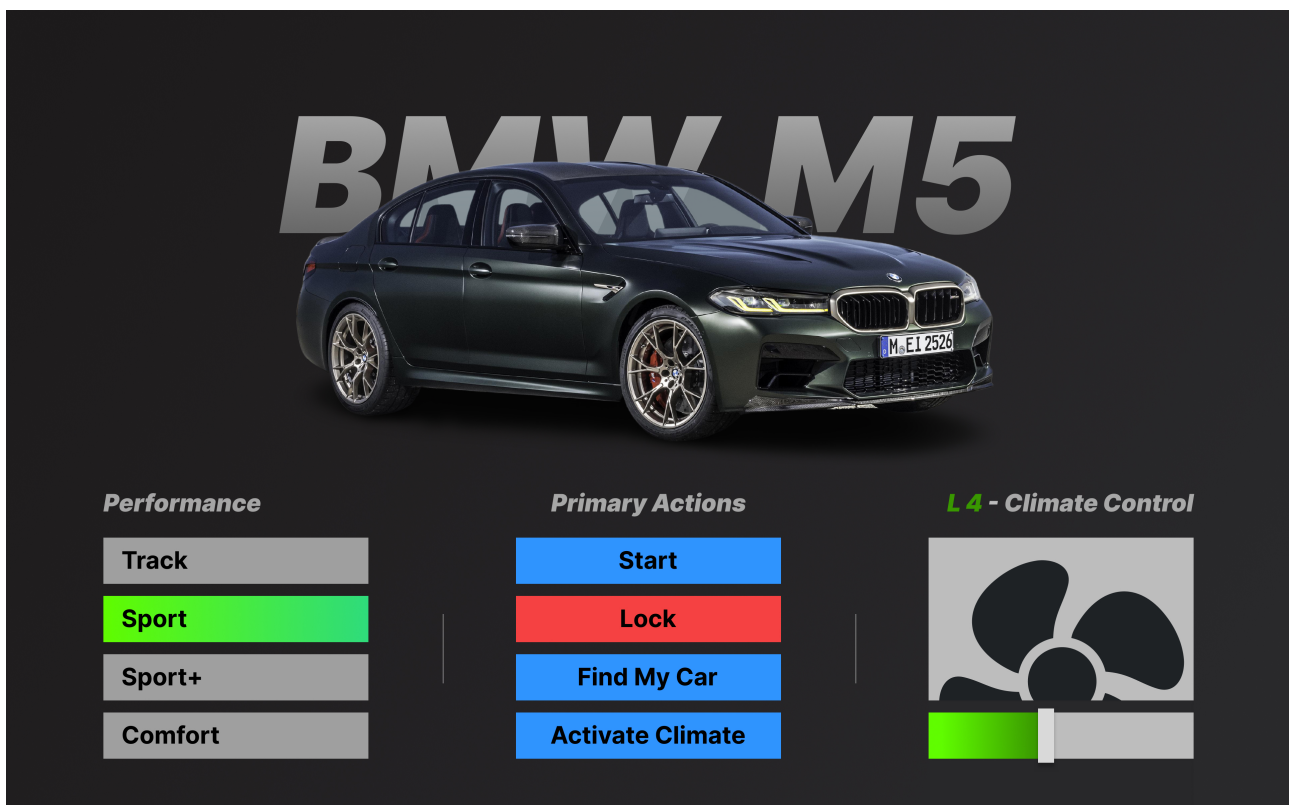 BMW M5
M EI 2526
Performance
Track
Sport
Sport+
Comfort
Primary Actions
Start
Lock
Find My Car
Activate Climate
L 4 - Climate Control